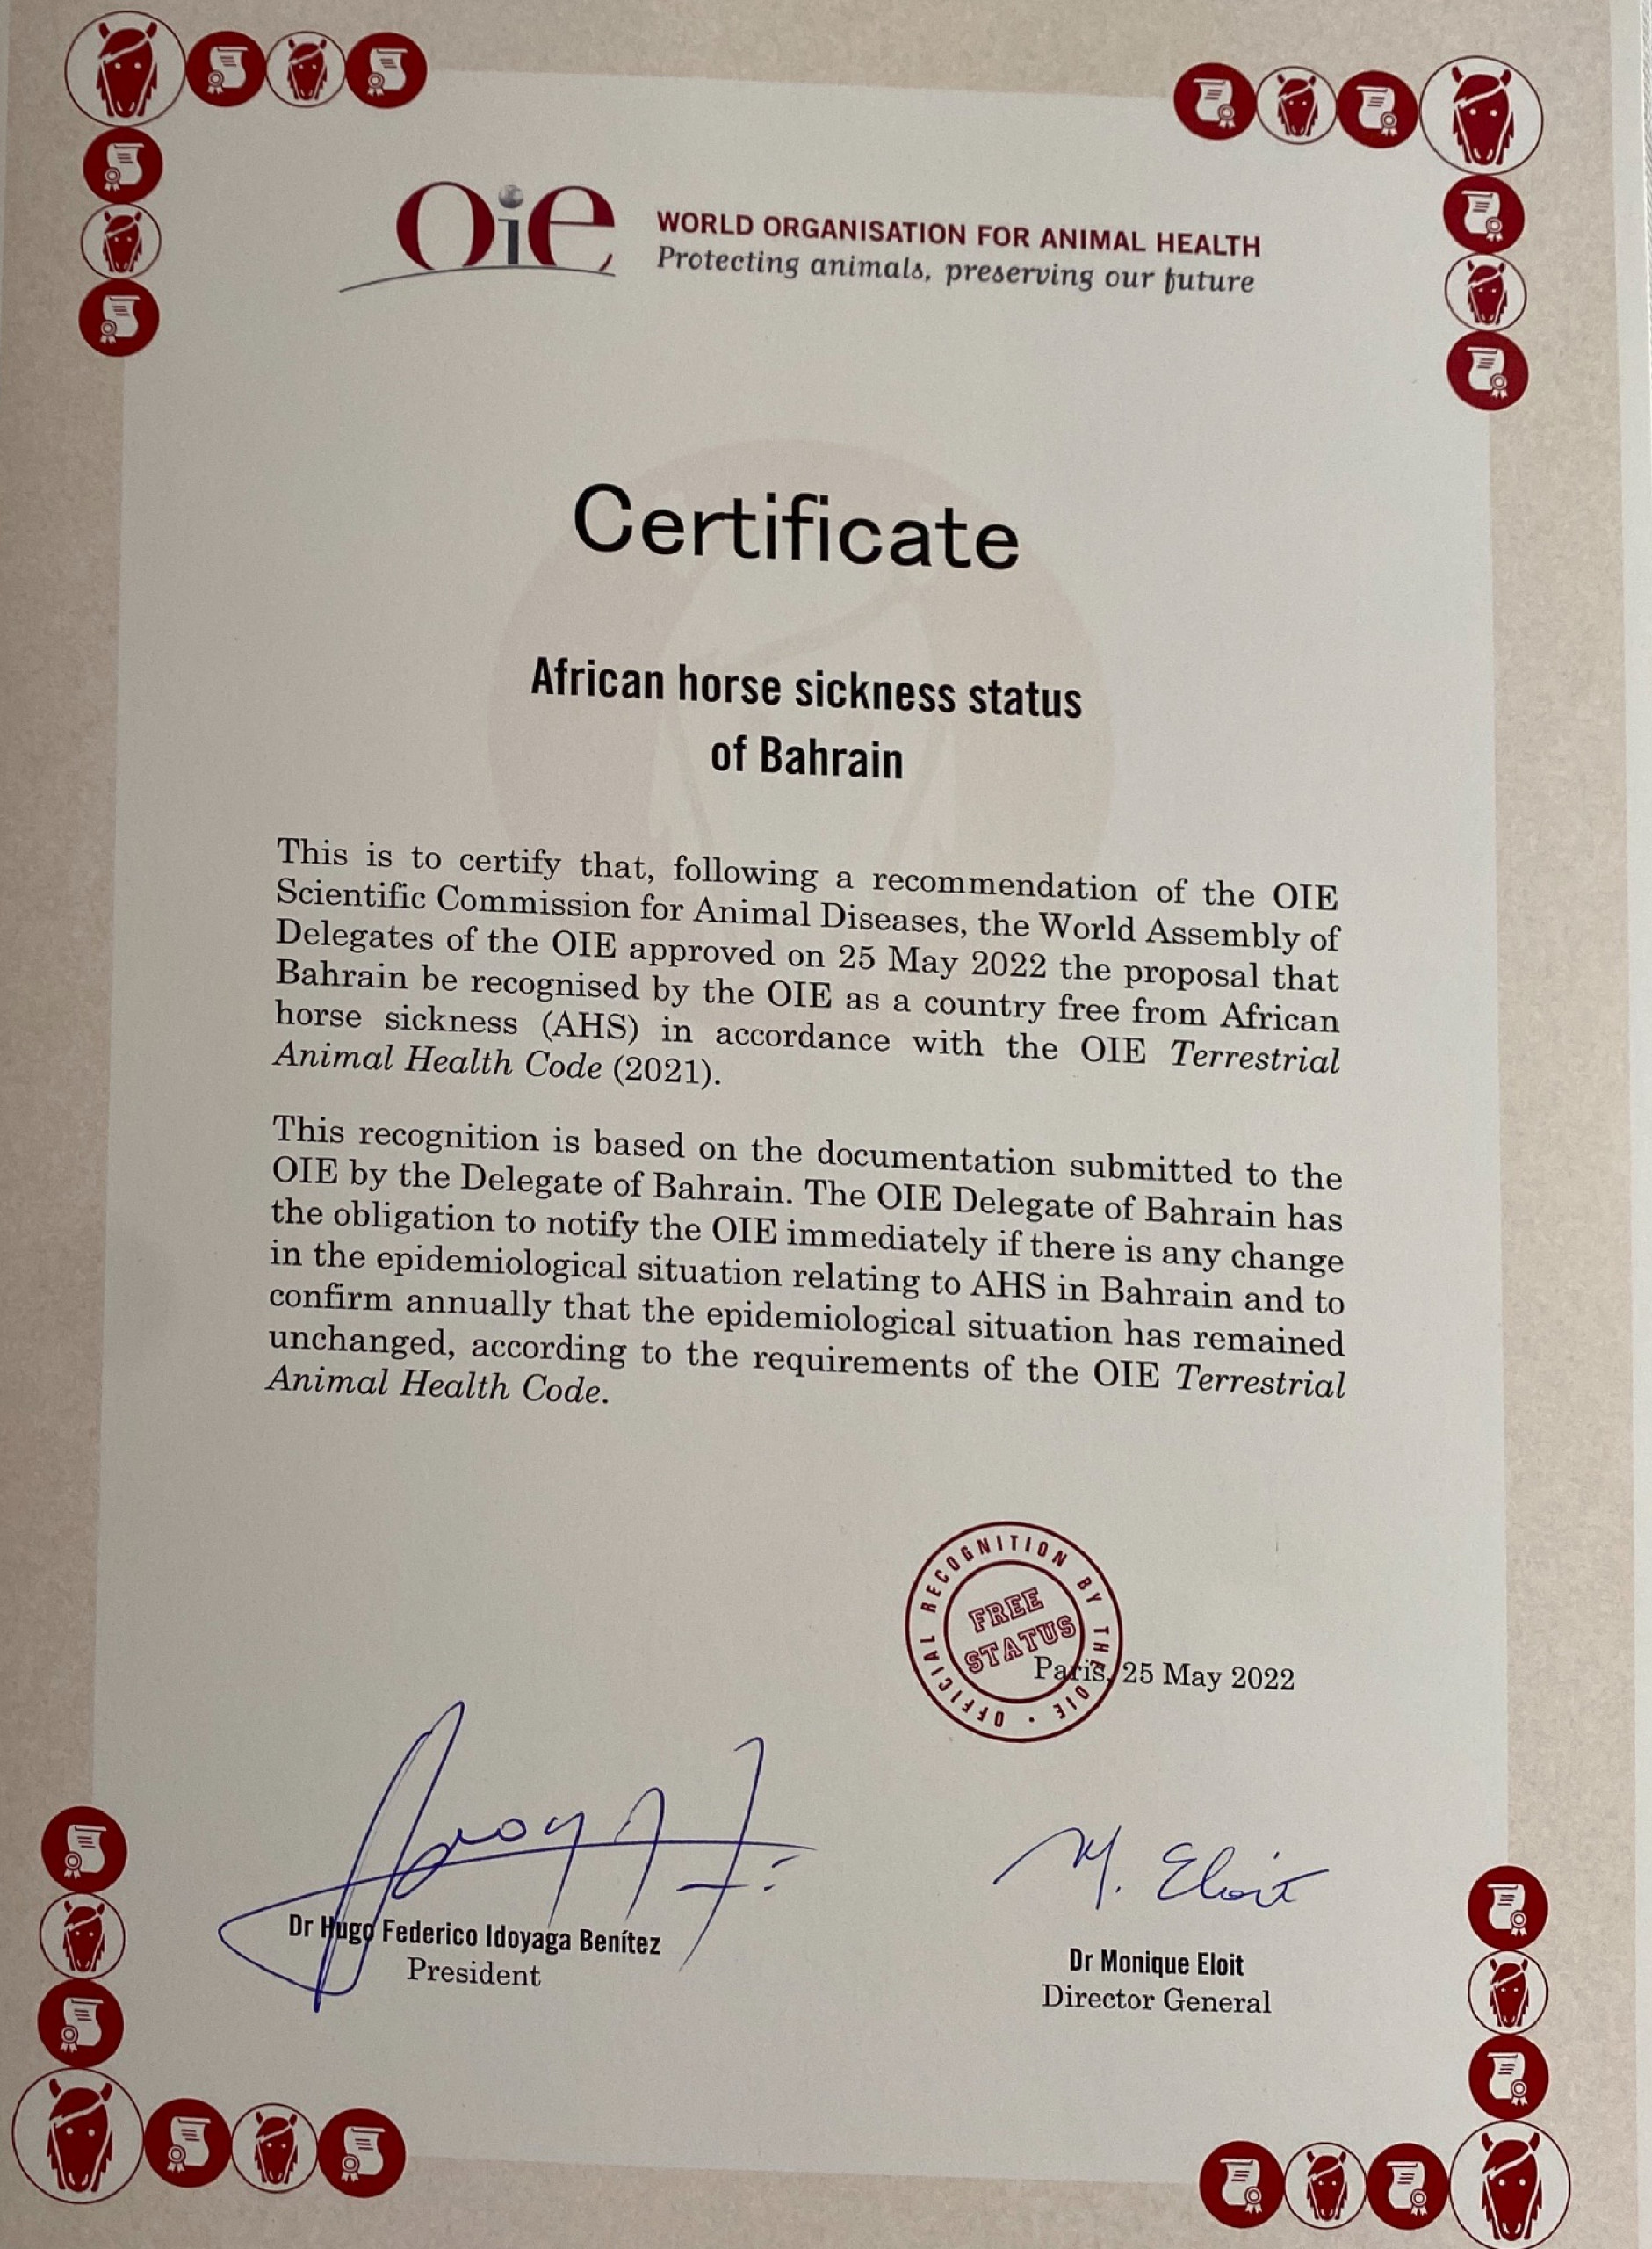 OIE
WORLD ORGANISATION FOR ANIMAL HEALTH
Protecting animals, preserving our future
Certificate
African horse sickness status
of Bahrain
This is to certify that, following a recommendation of the OIE
Scientific Commission for Animal Diseases, the World Assembly of
Delegates of the OIE approved on 25 May 2022 the proposal that
Bahrain be recognised by the OIE as a country free from African
horse sickness (AHS) in accordance with the OIE Terrestrial
Animal Health Code (2021).
This recognition is based on the documentation submitted to the
OIE by the Delegate of Bahrain. The OIE Delegate of Bahrain has
the obligation to notify the OIE immediately if there is any change
in the epidemiological situation relating to AHS in Bahrain and to
confirm annually that the epidemiological situation has remained
unchanged, according to the requirements of the OIE Terrestrial
Animal Health Code.
OFFICIAL RECOGNITION BY THE OIE •
FREE
STATUS
Paris, 25 May 2022
M. Eloit
Dr Hugo Federico Idoyaga Benítez
President
Dr Monique Eloit
Director General